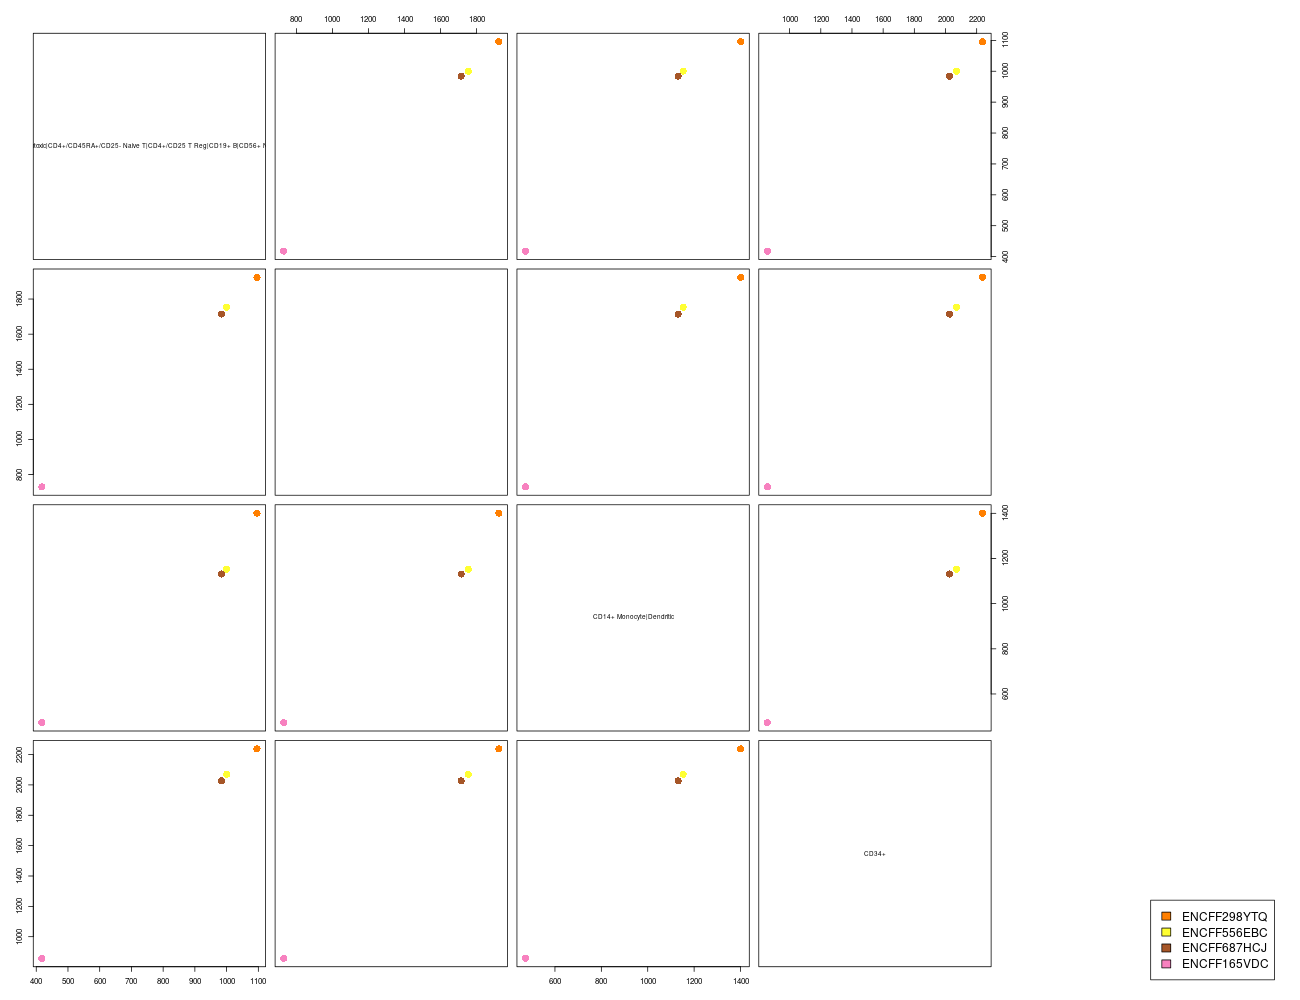 800 1000 1200 1400 1600 1800
1000 1200 1400 1600 1800 2000 2200
400 500 600 700 800 900 1000 1100
toxic|CD4+/CD45RA+/CD25- Naive T|CD4+/CD25 T Reg|CD19+ B|CD56+
800 1000 1200 1400 1600 1800
CD14+ Monocyte|Dendritic
600 800 1000 1200 1400
CD34+
1000 1200 1400 1600 1800 2000 2200
400 500 600 700 800 900 1000 1100
600 800 1000 1200 1400
ENCFF298YTQ
ENCFF556EBC
ENCFF687HCJ
ENCFF165VDC